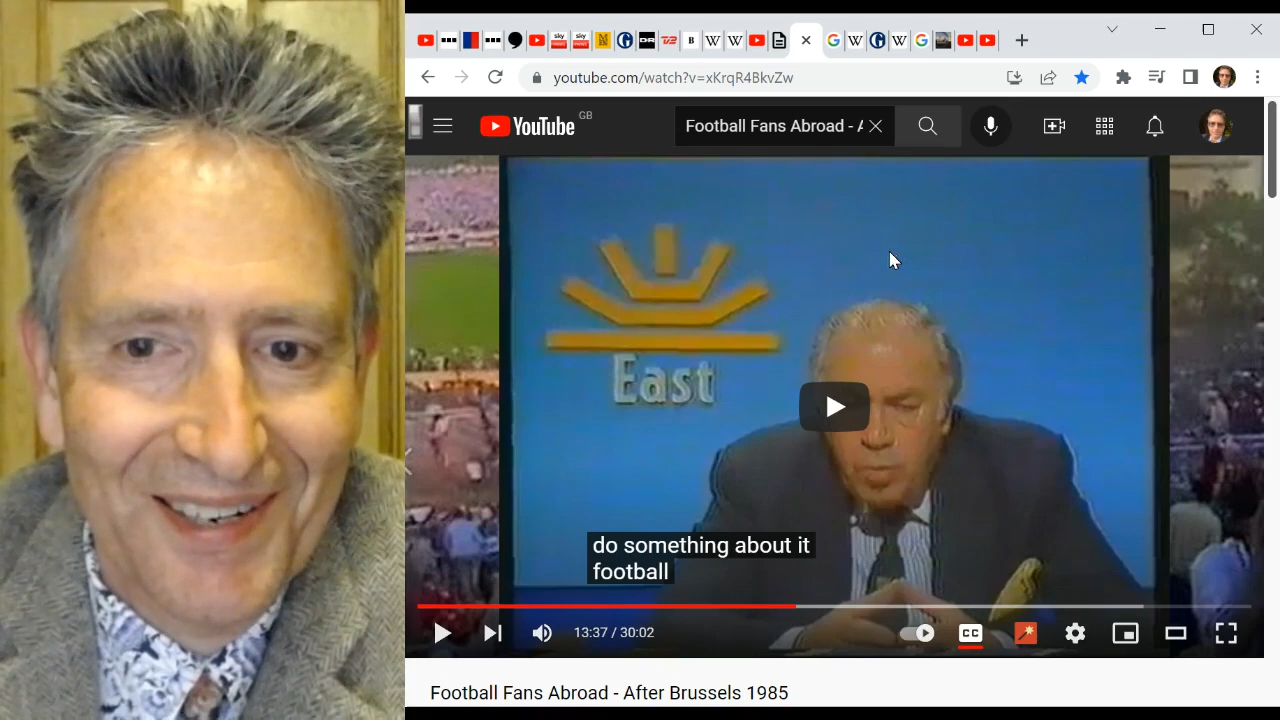 youtube.com/watch?v=xKrqR4BkvZw
YouTube GB
Football Fans Abroad - A
East
do something about it
football
13:37 / 30:02
CC
Football Fans Abroad - After Brussels 1985